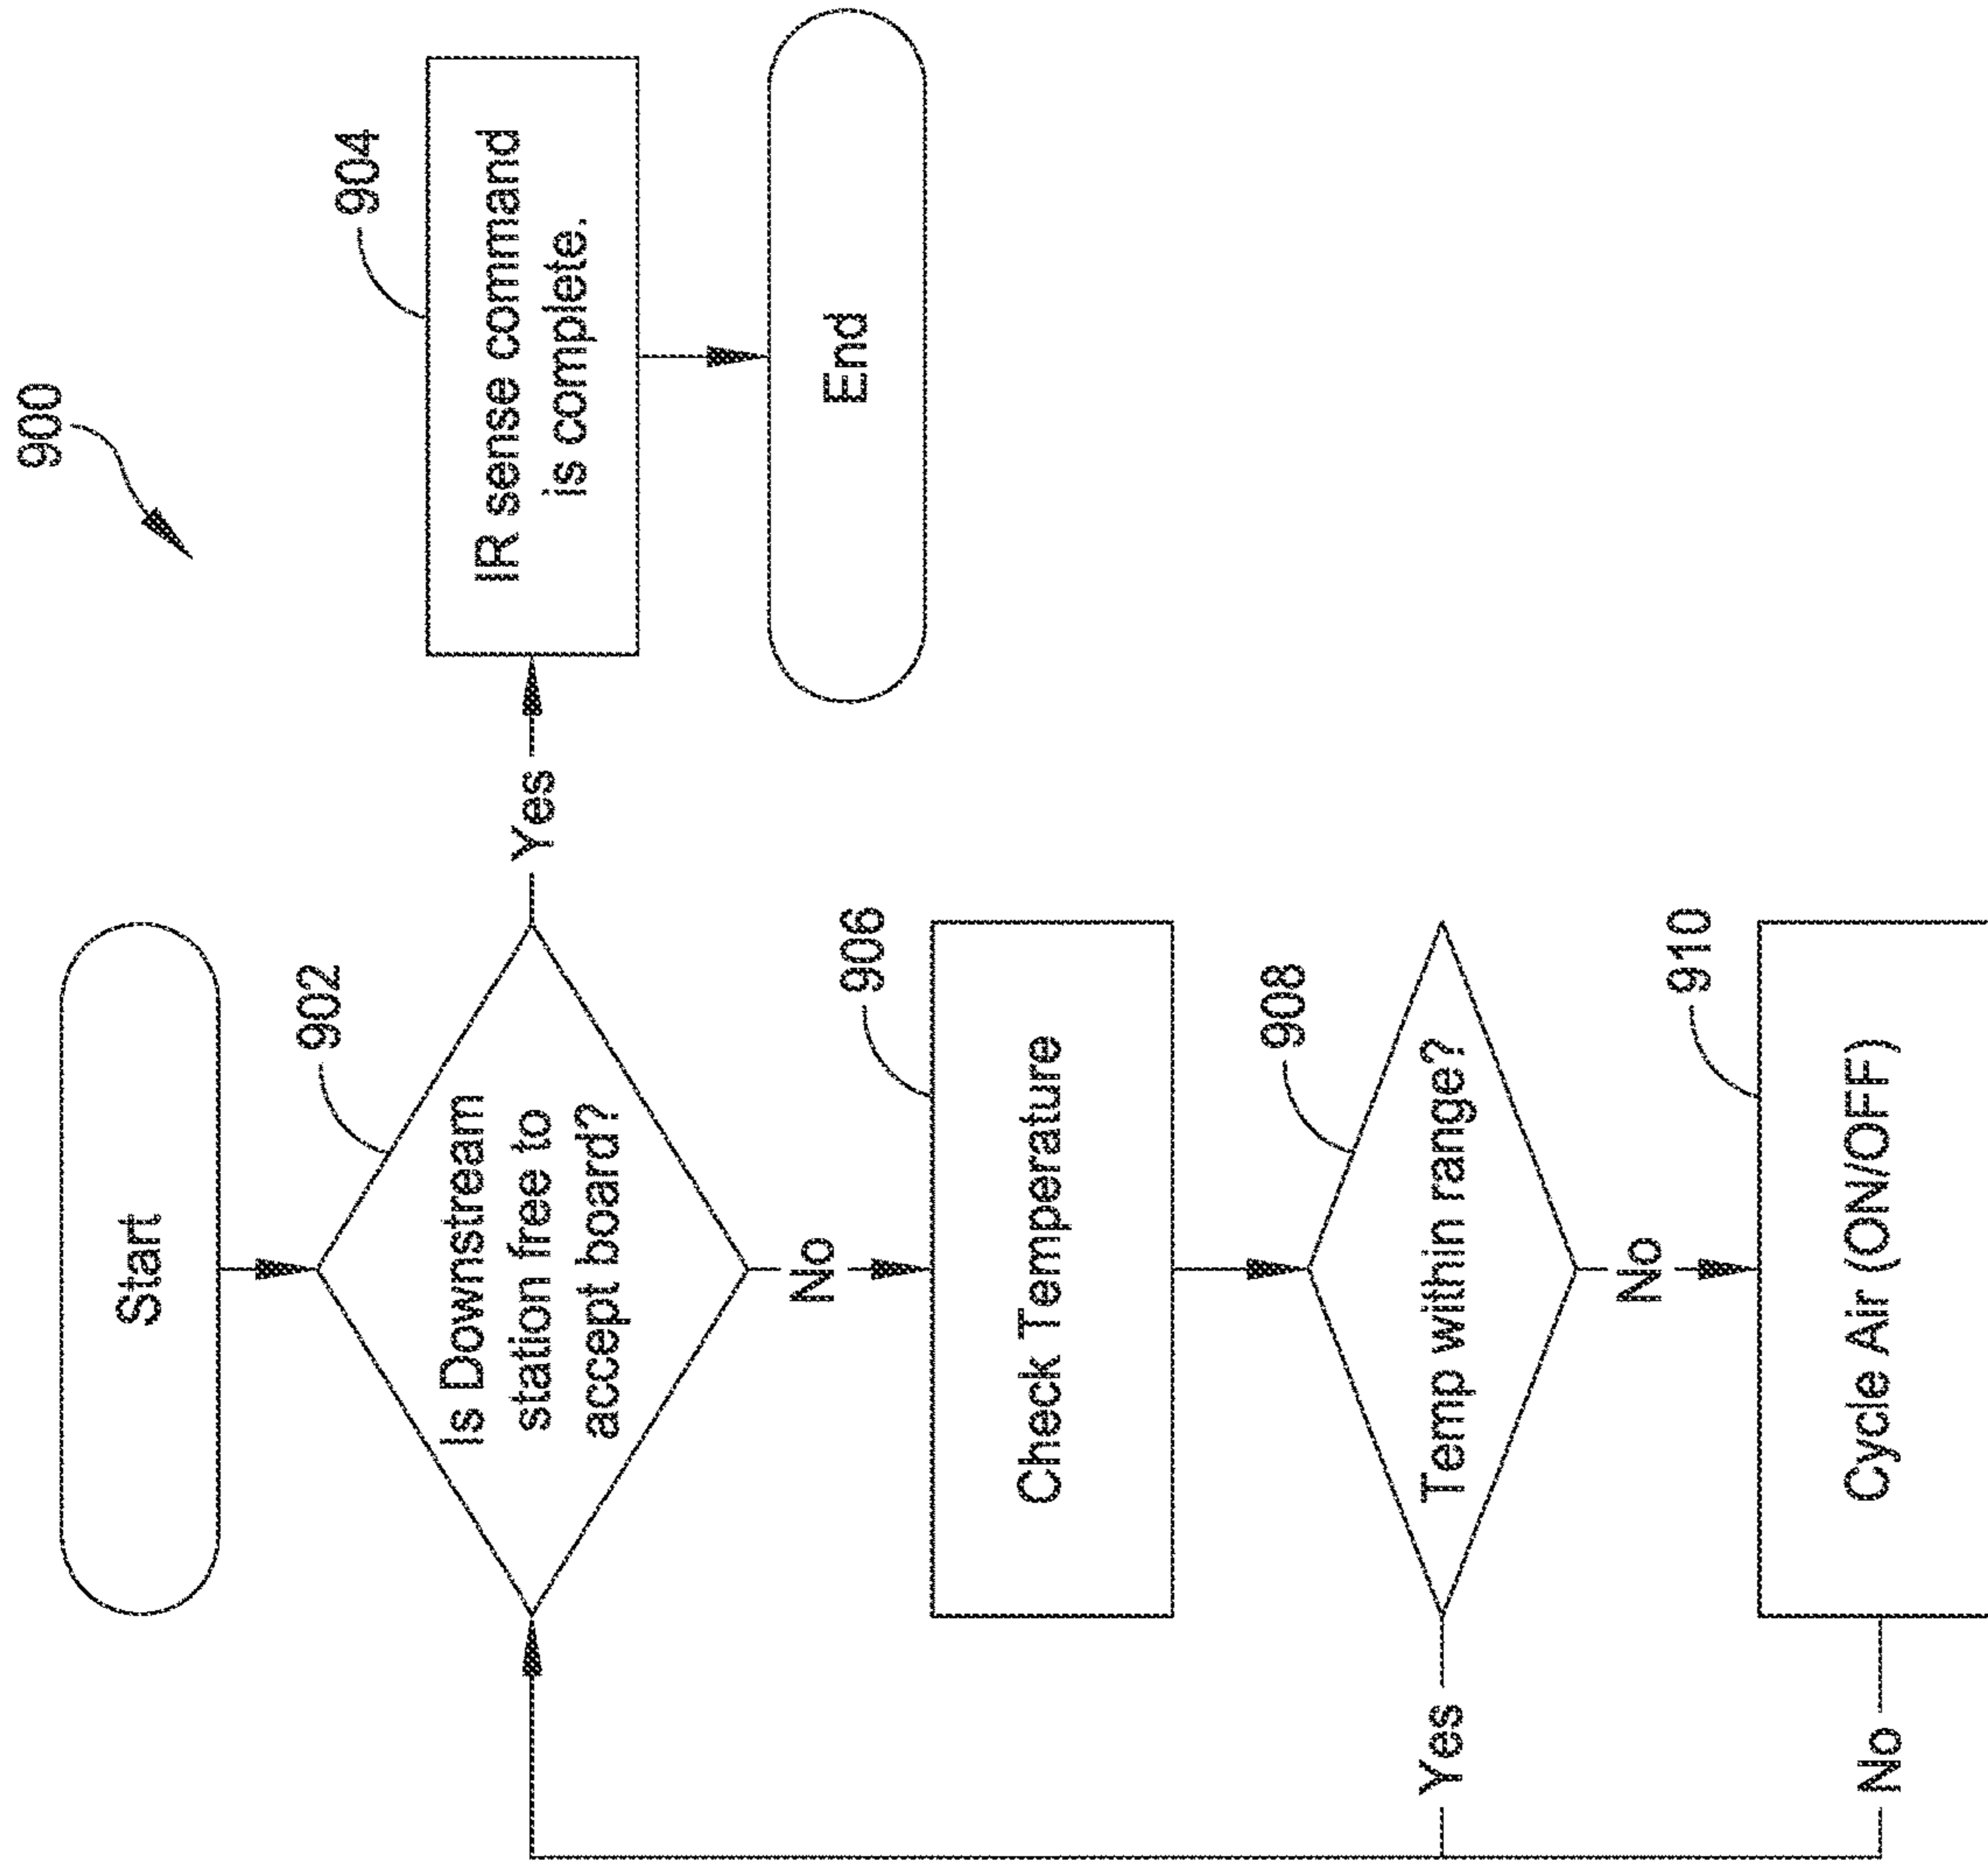 900
Start
902
Is Downstream
station free to
accept board?
Yes
904
IR sense command
is complete.
End
No
906
Check Temperature
908
Temp within range?
Yes
No
910
Cycle Air (ON/OFF)
No